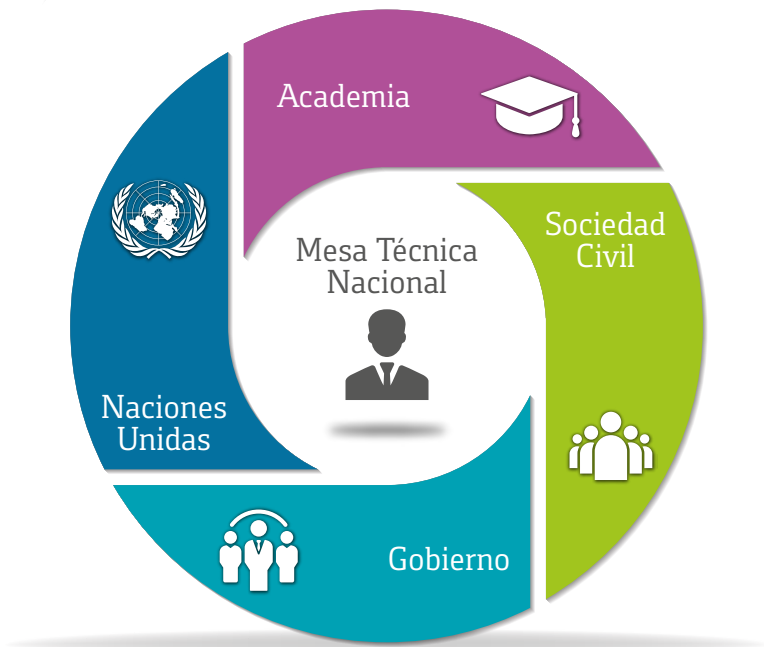 Academia
Sociedad
Civil
Mesa Técnica
Nacional
Naciones
Unidas
Gobierno